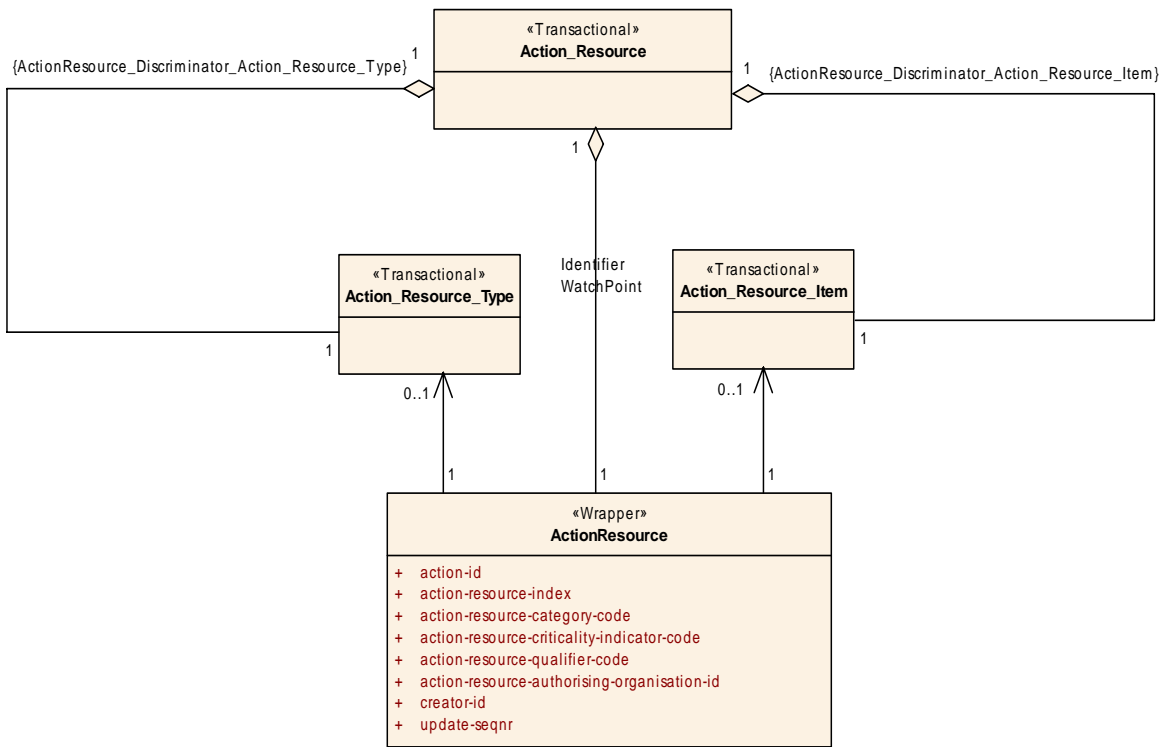 «Transactional»
Action_Resource
1
{ActionResource_Discriminator_Action_Resource_Type}
1
{ActionResource_Discriminator_Action_Resource_Item}
1
«Transactional»
Action_Resource_Type
Identifier
WatchPoint
«Transactional»
Action_Resource_Item
1
1
0..1
0..1
1
1
1
«Wrapper»
ActionResource
+ action-id
+ action-resource-index
+ action-resource-category-code
+ action-resource-criticality-indicator-code
+ action-resource-qualifier-code
+ action-resource-authorising-organisation-id
+ creator-id
+ update-seqnr